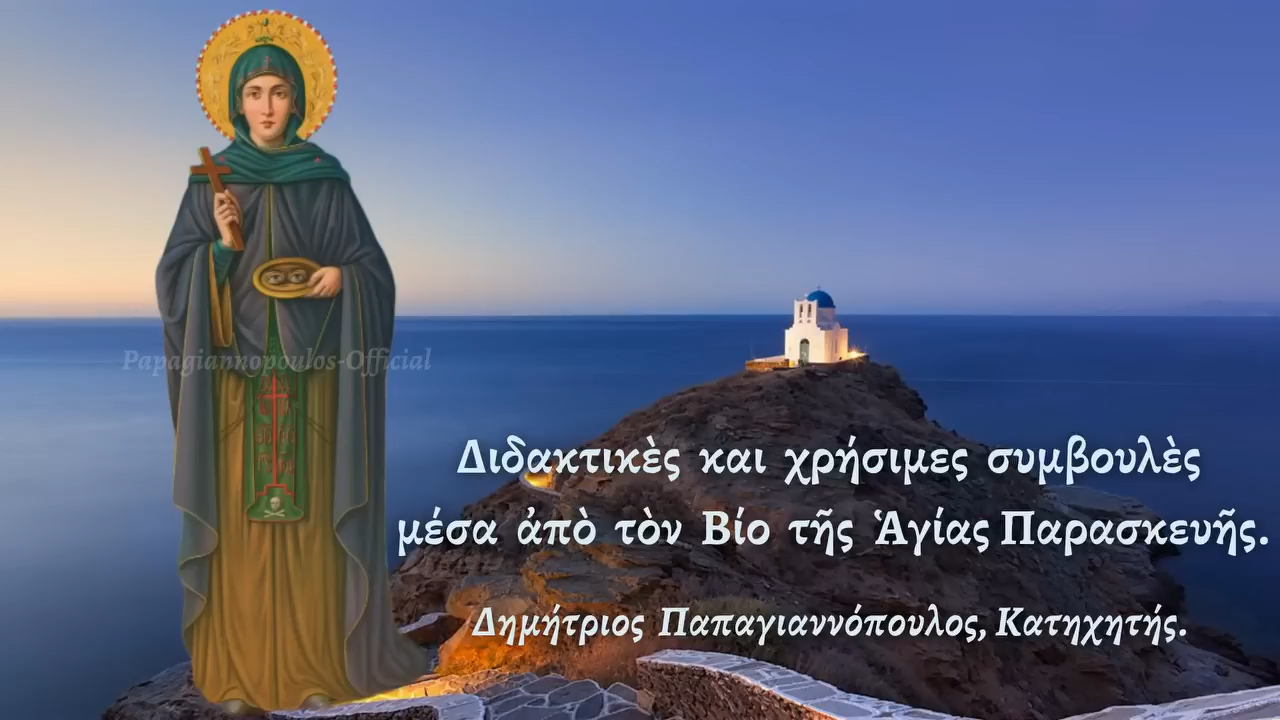 Papagiannopoulos-Official
Διδακτικὲς και χρήσιμες συμβουλὲς
μέσα ἀπὸ τὸν Βίο τῆς Ἁγίας Παρασκευῆς.
Δημήτριος Παπαγιαννόπουλος, Κατηχητής.